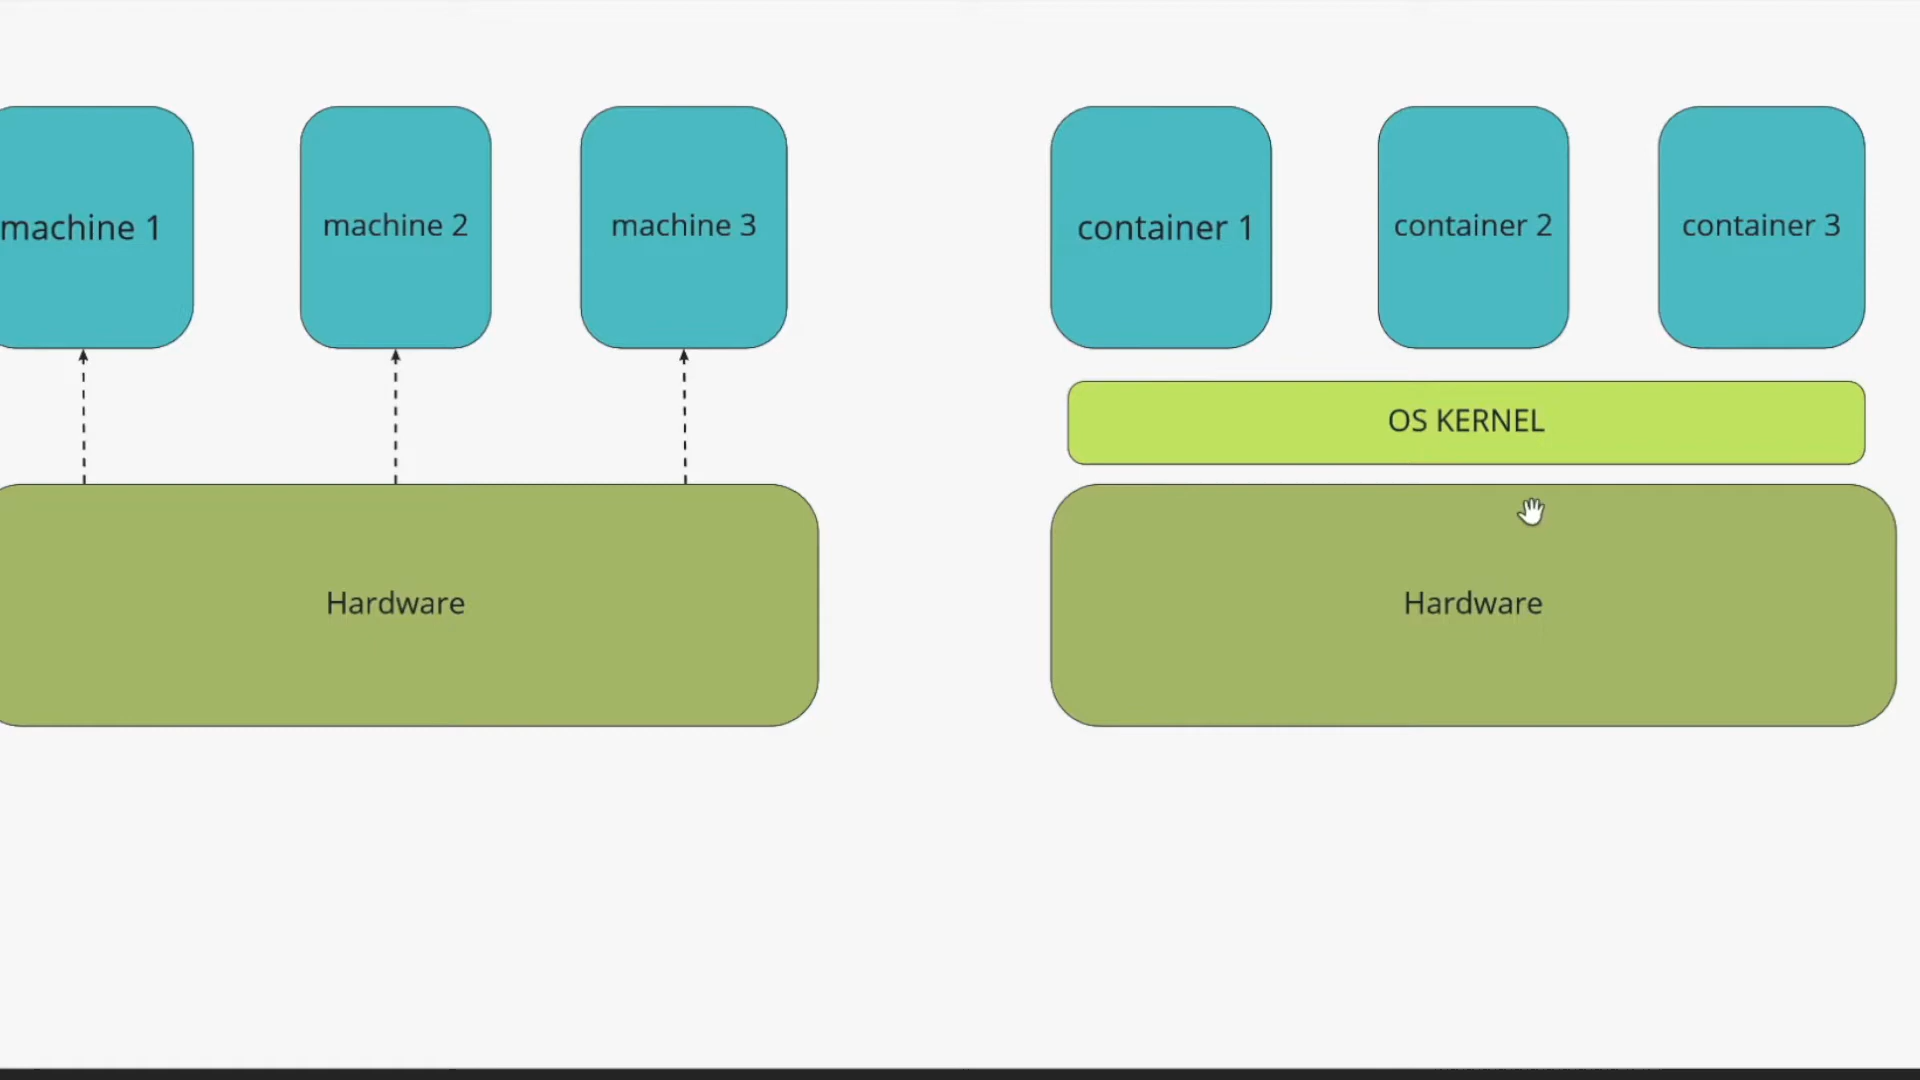 machine 1
machine 2
machine 3
container 1
container 2
container 3
OS KERNEL
Hardware
Hardware